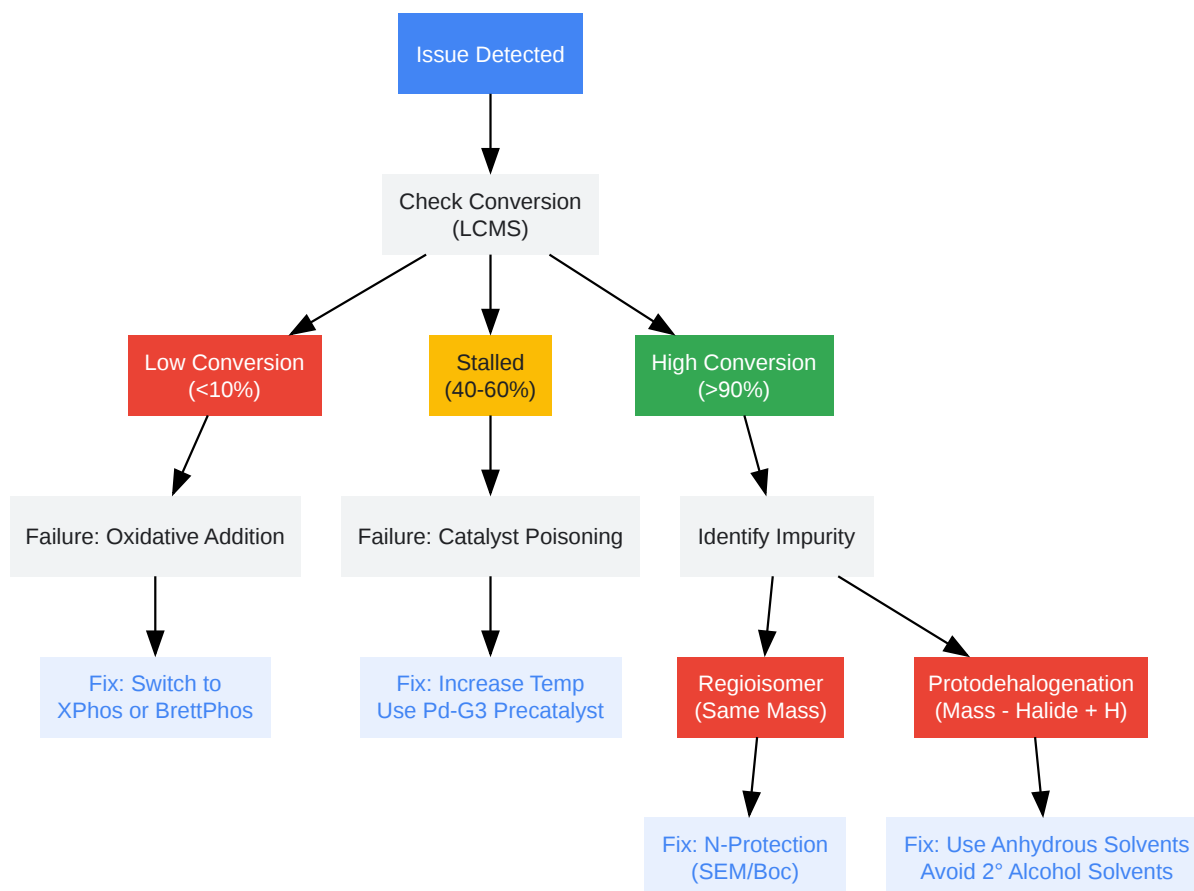 Issue Detected
Check Conversion
(LCMS)
Low Conversion
(<10%)
Stalled
(40-60%)
High Conversion
(>90%)
Failure: Oxidative Addition
Failure: Catalyst Poisoning
Identify Impurity
Fix: Switch to
XPhos or BrettPhos
Fix: Increase Temp
Use Pd-G3 Precatalyst
Regioisomer
(Same Mass)
Protodehalogenation
(Mass - Halide + H)
Fix: N-Protection
(SEM/Boc)
Fix: Use Anhydrous Solvents
Avoid 2° Alcohol Solvents